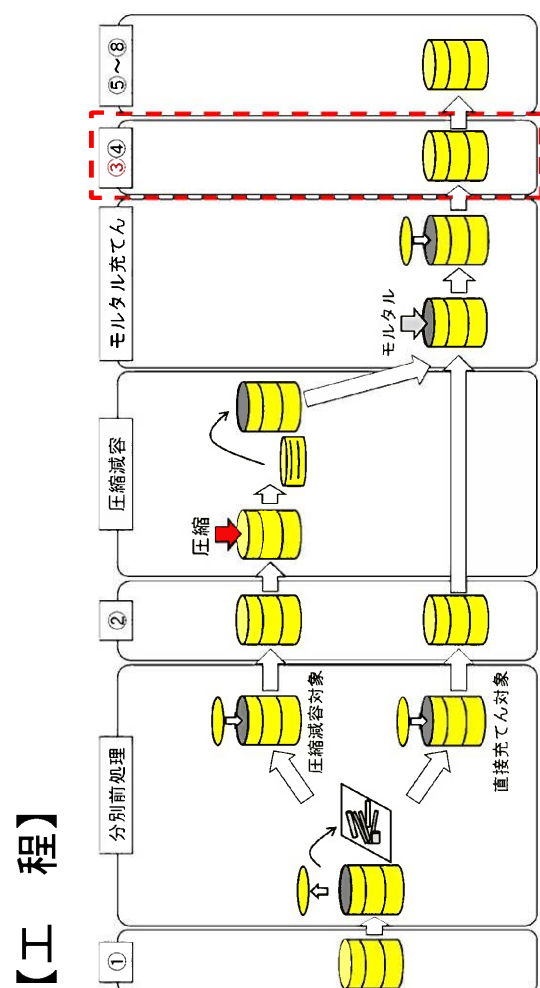 【工　程】
①
分別前処理
圧縮減容対象
直接充てん対象
②
圧縮減容
圧縮
モルタル充てん
モルタル
③④
⑤～⑧